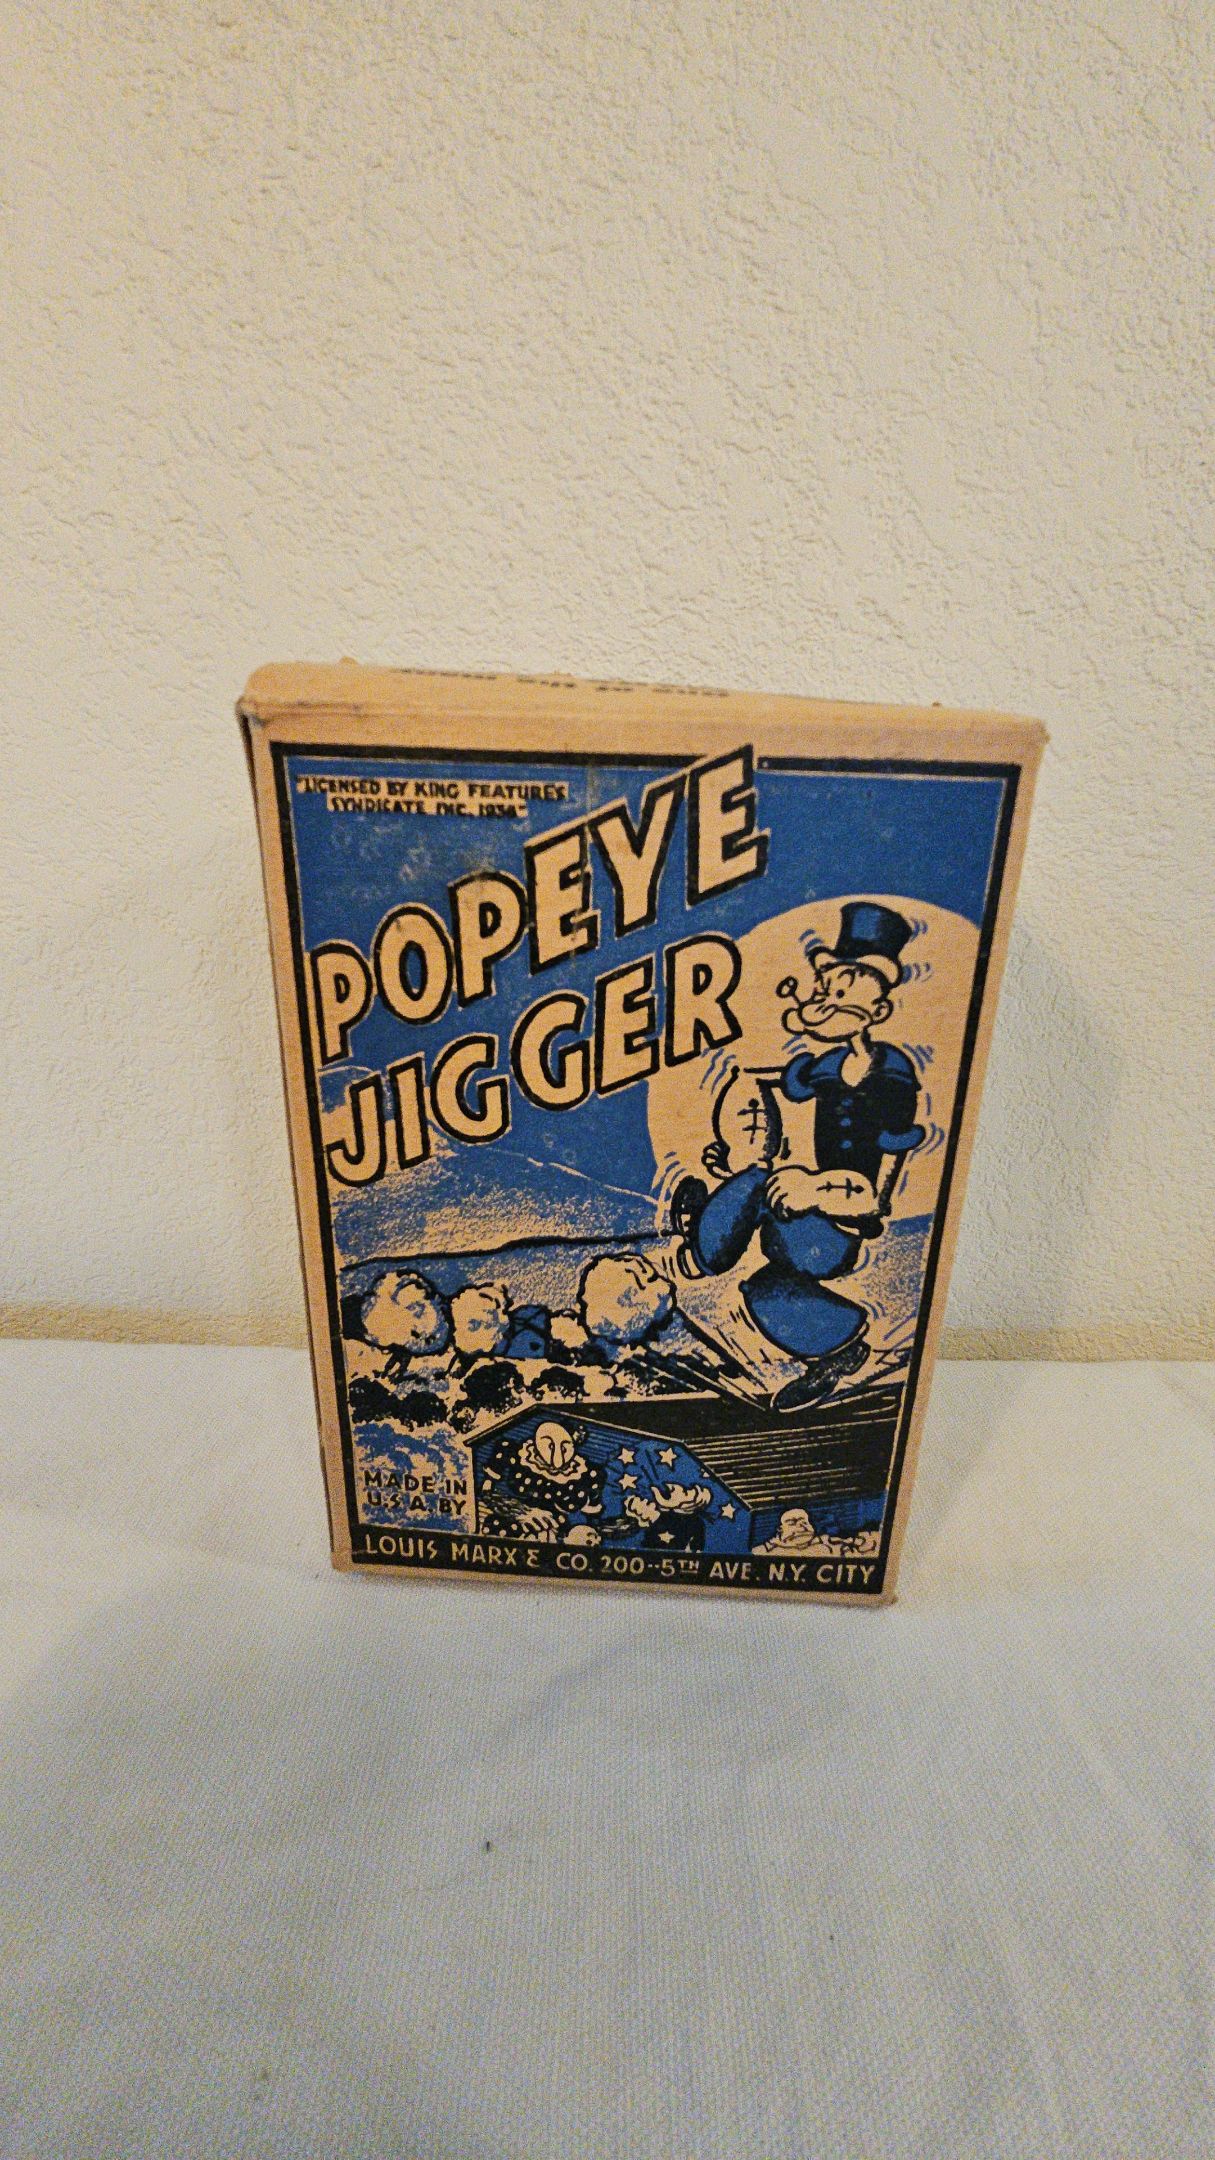 "LICENSED BY KING FEATURES
SYNDICATE INC. 1936"
POPEYE
JIGGER
MADE IN
U.S.A. BY
LOUIS MARX & CO. 200--5TH AVE. N.Y. CITY